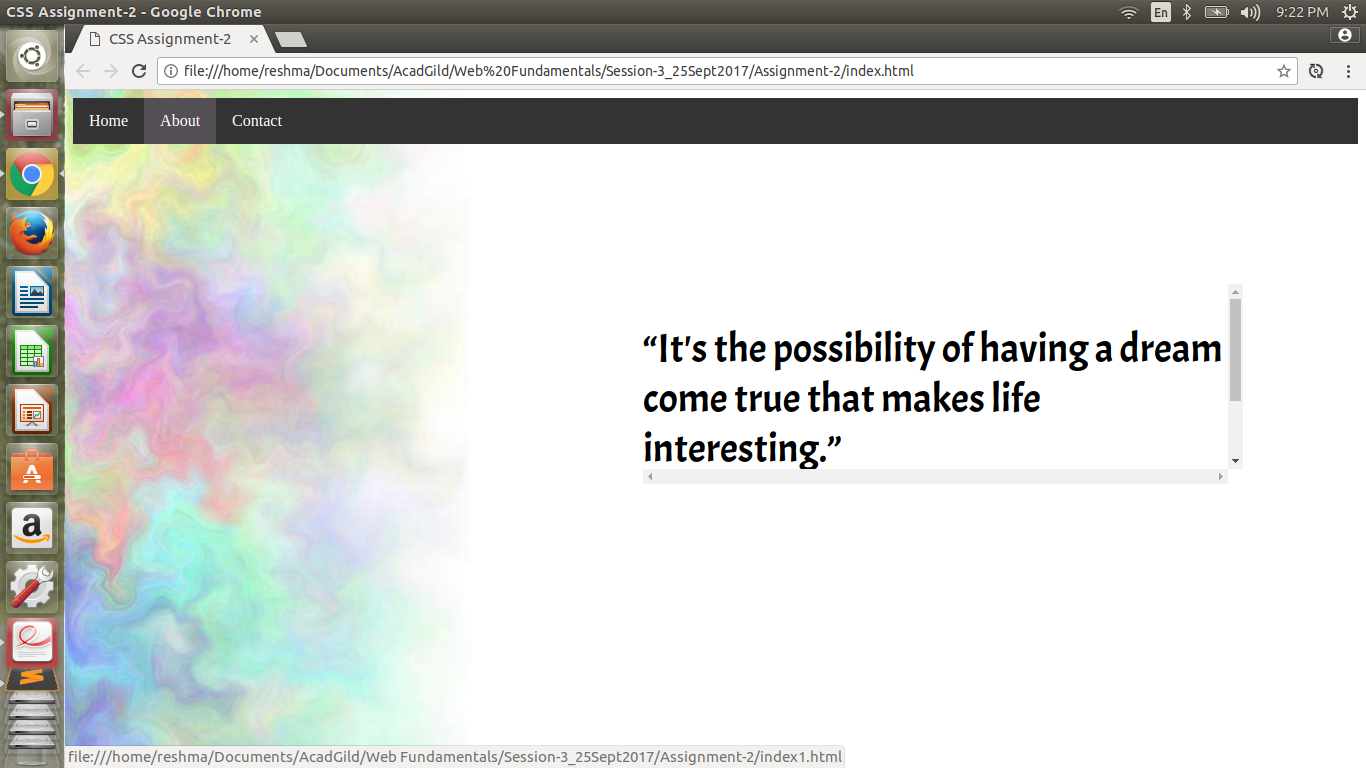 CSS Assignment-2 - Google Chrome
En
9:22 PM
CSS Assignment-2
file:///home/reshma/Documents/AcadGild/Web%20Fundamentals/Session-3_25Sept2017/Assignment-2/index.html
Home About Contact
“It's the possibility of having a dream
come true that makes life
interesting.”
file:///home/reshma/Documents/AcadGild/Web Fundamentals/Session-3_25Sept2017/Assignment-2/index1.html